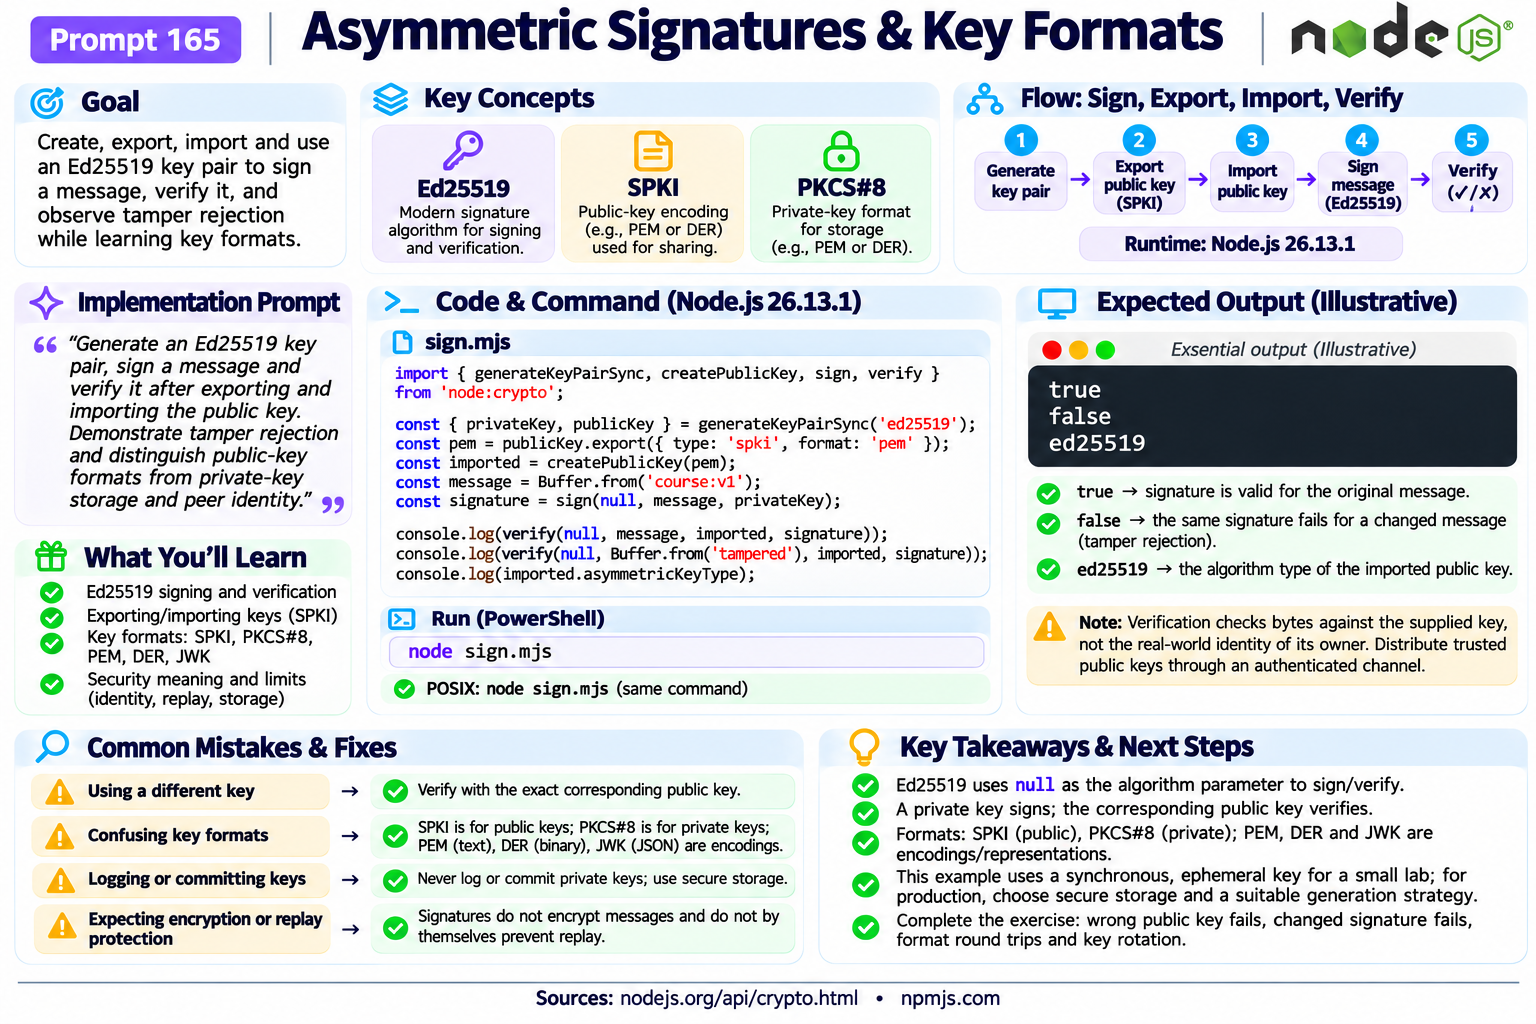 Prompt 165
Asymmetric Signatures & Key Formats
node
JS
®
Goal
Create, export, import and use
an Ed25519 key pair to sign
a message, verify it, and
observe tamper rejection
while learning key formats.
Key Concepts
Ed25519
Modern signature
algorithm for signing
and verification.
SPKI
Public-key encoding
(e.g., PEM or DER)
used for sharing.
PKCS#8
Private-key format
for storage
(e.g., PEM or DER).
Flow: Sign, Export, Import, Verify
1
Generate
key pair
→
2
Export
public key
(SPKI)
→
3
Import
public key
→
4
Sign
message
(Ed25519)
→
5
Verify
(✓/✗)
Runtime: Node.js 26.13.1
Implementation Prompt
“Generate an Ed25519 key
pair, sign a message and
verify it after exporting and
importing the public key.
Demonstrate tamper rejection
and distinguish public-key
formats from private-key
storage and peer identity.”
What You’ll Learn
Ed25519 signing and verification
Exporting/importing keys (SPKI)
Key formats: SPKI, PKCS#8,
PEM, DER, JWK
Security meaning and limits
(identity, replay, storage)
Code & Command (Node.js 26.13.1)
sign.mjs
import { generateKeyPairSync, createPublicKey, sign, verify }
from 'node:crypto';
const { privateKey, publicKey } = generateKeyPairSync('ed25519');
const pem = publicKey.export({ type: 'spki', format: 'pem' });
const imported = createPublicKey(pem);
const message = Buffer.from('course:v1');
const signature = sign(null, message, privateKey);
console.log(verify(null, message, imported, signature));
console.log(verify(null, Buffer.from('tampered'), imported, signature));
console.log(imported.asymmetricKeyType);
Run (PowerShell)
node sign.mjs
POSIX: node sign.mjs (same command)
Expected Output (Illustrative)
Exsential output (Illustrative)
true
false
ed25519
true → signature is valid for the original message.
false → the same signature fails for a changed message
(tamper rejection).
ed25519 → the algorithm type of the imported public key.
Note: Verification checks bytes against the supplied key,
not the real-world identity of its owner. Distribute trusted
public keys through an authenticated channel.
Common Mistakes & Fixes
Using a different key → Verify with the exact corresponding public key.
Confusing key formats → SPKI is for public keys; PKCS#8 is for private keys;
PEM (text), DER (binary), JWK (JSON) are encodings.
Logging or committing keys → Never log or commit private keys; use secure storage.
Expecting encryption or replay
protection
→
Signatures do not encrypt messages and do not by
themselves prevent replay.
Key Takeaways & Next Steps
Ed25519 uses null as the algorithm parameter to sign/verify.
A private key signs; the corresponding public key verifies.
Formats: SPKI (public), PKCS#8 (private); PEM, DER and JWK are
encodings/representations.
This example uses a synchronous, ephemeral key for a small lab; for
production, choose secure storage and a suitable generation strategy.
Complete the exercise: wrong public key fails, changed signature fails,
format round trips and key rotation.
Sources: nodejs.org/api/crypto.html • npmjs.com